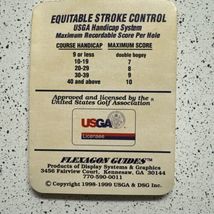 EQUITABLE STROKE CONTROL
USGA Handicap System
Maximum Recordable Score Per Hole
COURSE HANDICAP MAXIMUM SCORE
9 or less double bogey
10-19 7
20-29 8
30-39 9
40 and above 10
Authorized and licensed by the
United States Golf Association
USGA
Licensee
FLEXAGON GUIDES™
Products of Display Systems & Graphics
3456 Fairview Court, Kennesaw, GA 30144
770-590-0011
© Copyright 1998-1999 USGA & DSG Inc.